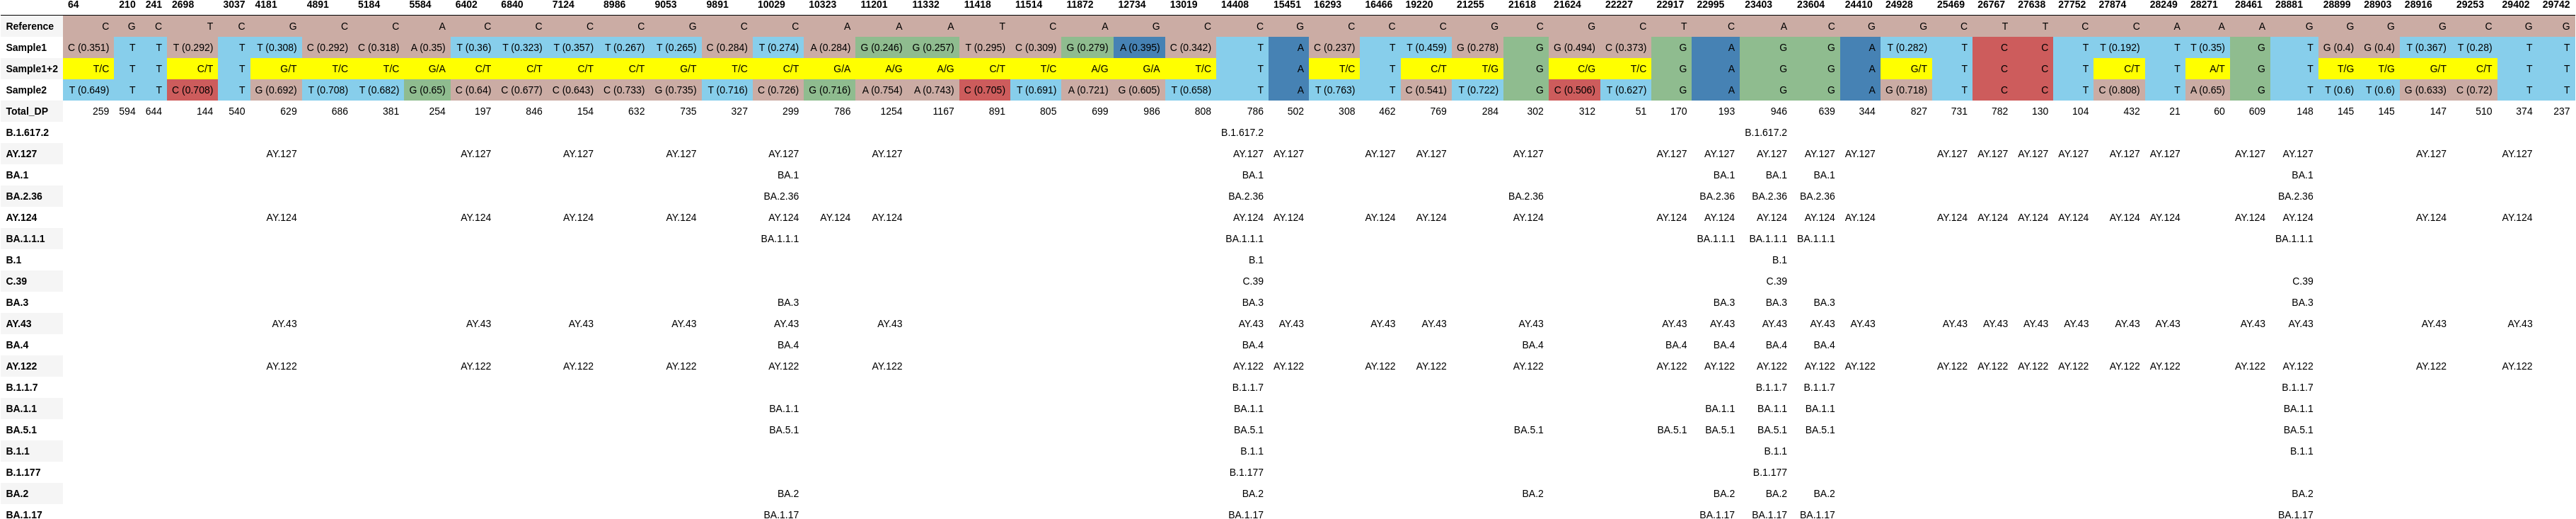 64 210 241 2698 3037 4181 4891 5184 5584 6402 6840 7124 8986 9053 9891 10029 10323 11201 11332 11418 11514 11872 12734 13019 14408 15451 16293 16466 19220 21255 21618 21624 22227 22917 22995 23403 23604 24410 24928 25469 26767 27638 27752 27874 28249 28271 28461 28881 28899 28903 28916 29253 29402 29742
Reference C G C T C G C C A C C C C G C C A A A T C A G C C G C C C G C G C T C A C G G C T T C C A A A G G G G C G G
Sample1 C (0.351) T T T (0.292) T T (0.308) C (0.292) C (0.318) A (0.35) T (0.36) T (0.323) T (0.357) T (0.267) T (0.265) C (0.284) T (0.274) A (0.284) G (0.246) G (0.257) T (0.295) C (0.309) G (0.279) A (0.395) C (0.342) T A C (0.237) T T (0.459) G (0.278) G G (0.494) C (0.373) G A G G A T (0.282) T C C T T (0.192) T T (0.35) G T G (0.4) G (0.4) T (0.367) T (0.28) T T
Sample1+2 T/C T T C/T T G/T T/C T/C G/A C/T C/T C/T C/T G/T T/C C/T G/A A/G A/G C/T T/C A/G G/A T/C T A T/C T C/T T/G G C/G T/C G A G G A G/T T C C T C/T T A/T G T T/G T/G G/T C/T T T
Sample2 T (0.649) T T C (0.708) T G (0.692) T (0.708) T (0.682) G (0.65) C (0.64) C (0.677) C (0.643) C (0.733) G (0.735) T (0.716) C (0.726) G (0.716) A (0.754) A (0.743) C (0.705) T (0.691) A (0.721) G (0.605) T (0.658) T A T (0.763) T C (0.541) T (0.722) G C (0.506) T (0.627) G A G G A G (0.718) T C C T C (0.808) T A (0.65) G T T (0.6) T (0.6) G (0.633) C (0.72) T T
Total_DP 259 594 644 144 540 629 686 381 254 197 846 154 632 735 327 299 786 1254 1167 891 805 699 986 808 786 502 308 462 769 284 302 312 51 170 193 946 639 344 827 731 782 130 104 432 21 60 609 148 145 145 147 510 374 237
B.1.617.2 B.1.617.2 B.1.617.2
AY.127 AY.127 AY.127 AY.127 AY.127 AY.127 AY.127 AY.127 AY.127 AY.127 AY.127 AY.127 AY.127 AY.127 AY.127 AY.127 AY.127 AY.127 AY.127 AY.127 AY.127 AY.127 AY.127 AY.127 AY.127 AY.127 AY.127
BA.1 BA.1 BA.1 BA.1 BA.1 BA.1 BA.1
BA.2.36 BA.2.36 BA.2.36 BA.2.36 BA.2.36 BA.2.36 BA.2.36 BA.2.36
AY.124 AY.124 AY.124 AY.124 AY.124 AY.124 AY.124 AY.124 AY.124 AY.124 AY.124 AY.124 AY.124 AY.124 AY.124 AY.124 AY.124 AY.124 AY.124 AY.124 AY.124 AY.124 AY.124 AY.124 AY.124 AY.124 AY.124 AY.124
BA.1.1.1 BA.1.1.1 BA.1.1.1 BA.1.1.1 BA.1.1.1 BA.1.1.1 BA.1.1.1
B.1 B.1 B.1
C.39 C.39 C.39 C.39
BA.3 BA.3 BA.3 BA.3 BA.3 BA.3 BA.3
AY.43 AY.43 AY.43 AY.43 AY.43 AY.43 AY.43 AY.43 AY.43 AY.43 AY.43 AY.43 AY.43 AY.43 AY.43 AY.43 AY.43 AY.43 AY.43 AY.43 AY.43 AY.43 AY.43 AY.43 AY.43 AY.43 AY.43
BA.4 BA.4 BA.4 BA.4 BA.4 BA.4 BA.4 BA.4
AY.122 AY.122 AY.122 AY.122 AY.122 AY.122 AY.122 AY.122 AY.122 AY.122 AY.122 AY.122 AY.122 AY.122 AY.122 AY.122 AY.122 AY.122 AY.122 AY.122 AY.122 AY.122 AY.122 AY.122 AY.122 AY.122 AY.122
B.1.1.7 B.1.1.7 B.1.1.7 B.1.1.7 B.1.1.7
BA.1.1 BA.1.1 BA.1.1 BA.1.1 BA.1.1 BA.1.1 BA.1.1
BA.5.1 BA.5.1 BA.5.1 BA.5.1 BA.5.1 BA.5.1 BA.5.1 BA.5.1 BA.5.1
B.1.1 B.1.1 B.1.1 B.1.1
B.1.177 B.1.177 B.1.177
BA.2 BA.2 BA.2 BA.2 BA.2 BA.2 BA.2 BA.2
BA.1.17 BA.1.17 BA.1.17 BA.1.17 BA.1.17 BA.1.17 BA.1.17